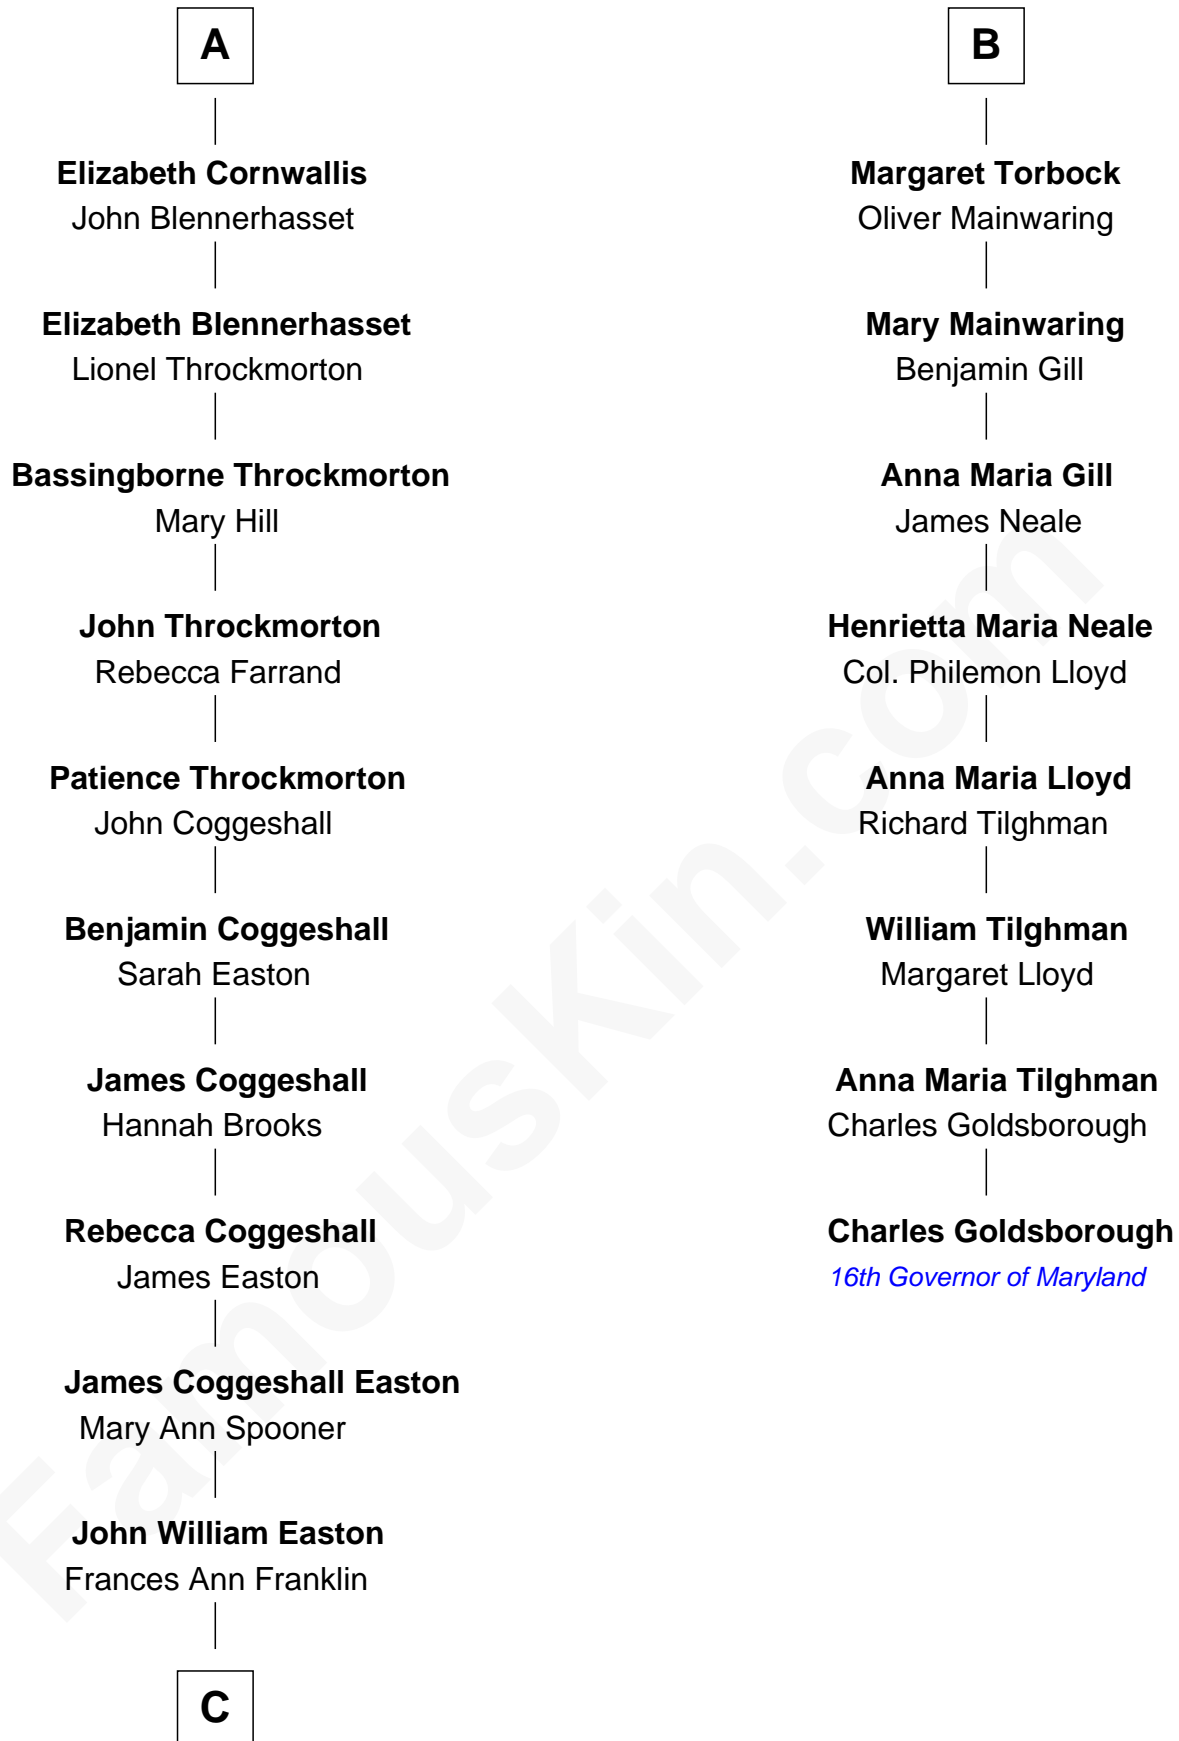 A
Elizabeth Cornwallis
John Blennerhasset
Elizabeth Blennerhasset
Lionel Throckmorton
Bassingborne Throckmorton
Mary Hill
John Throckmorton
Rebecca Farrand
Patience Throckmorton
John Coggeshall
Benjamin Coggeshall
Sarah Easton
James Coggeshall
Hannah Brooks
Rebecca Coggeshall
James Easton
James Coggeshall Easton
Mary Ann Spooner
John William Easton
Frances Ann Franklin
C
B
Margaret Torbock
Oliver Mainwaring
Mary Mainwaring
Benjamin Gill
Anna Maria Gill
James Neale
Henrietta Maria Neale
Col. Philemon Lloyd
Anna Maria Lloyd
Richard Tilghman
William Tilghman
Margaret Lloyd
Anna Maria Tilghman
Charles Goldsborough
Charles Goldsborough
16th Governor of Maryland
FamousKin.com